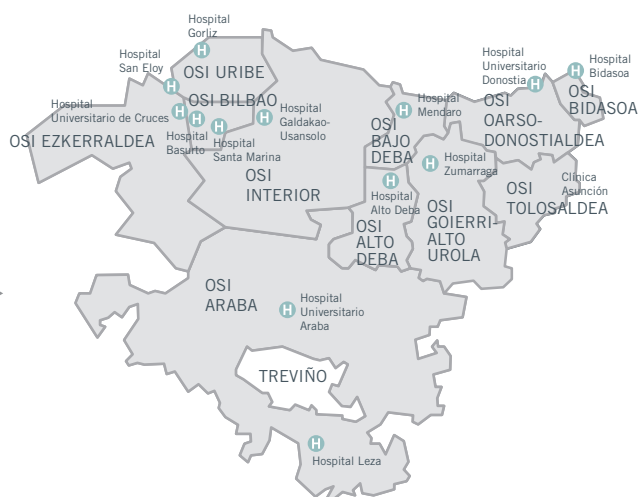 Hospital
Gorliz
H
Hospital
San Eloy
H
OSI URIBE
Hospital
Universitario
Donostia
H
H
Hospital
Bidasoa
Hospital
Universitario de Cruces
H
OSI BILBAO
H
H
H
Hospital
Galdakao-
Usansolo
H
Hospital
Mendaro
OSI
OARSO-
DONOSTIALDEA
OSI
BIDASOA
OSI EZKERRALDEA
Hospital
Basurto
Hospital
Santa Marina
OSI
BAJO
DEBA
H
Hospital
Zumarraga
OSI
INTERIOR
H
Hospital
Alto Deba
OSI
TOLOSALDEA
Clínica
Asunción
OSI
ALTO
DEBA
OSI
GOIERRI-
ALTO
UROLA
OSI
ARABA
H
Hospital
Universitario
Araba
TREVIÑO
H
Hospital Leza